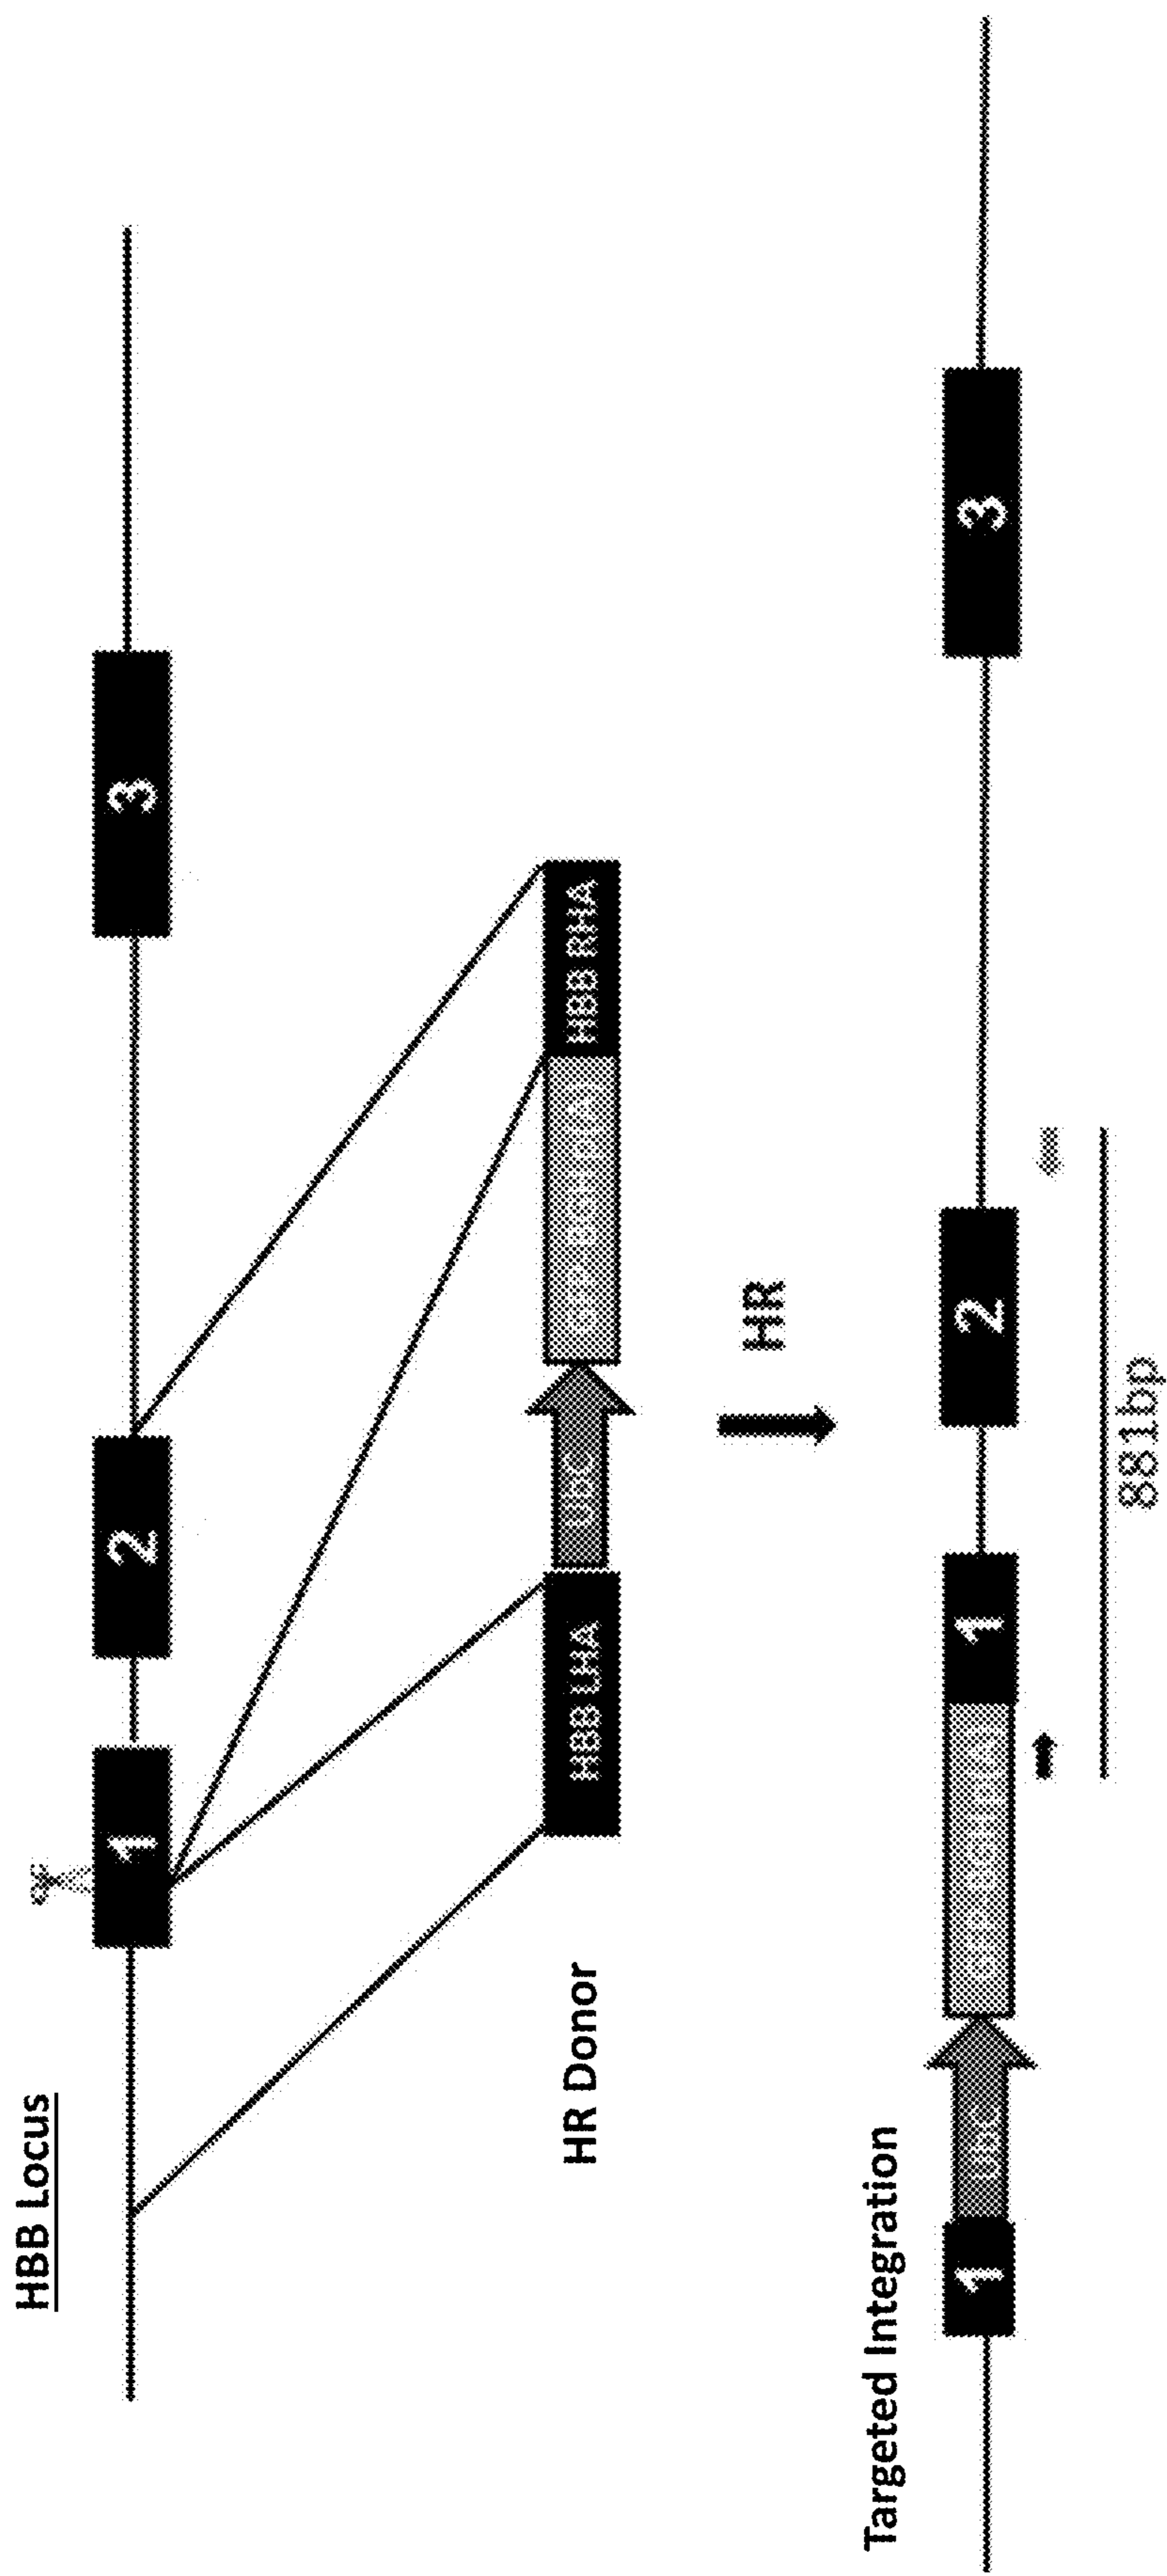 HBB Locus
1
2
3
HR Donor
HBB LHA
HBB RHA
HR
Targeted Integration
1
1
2
3
881bp